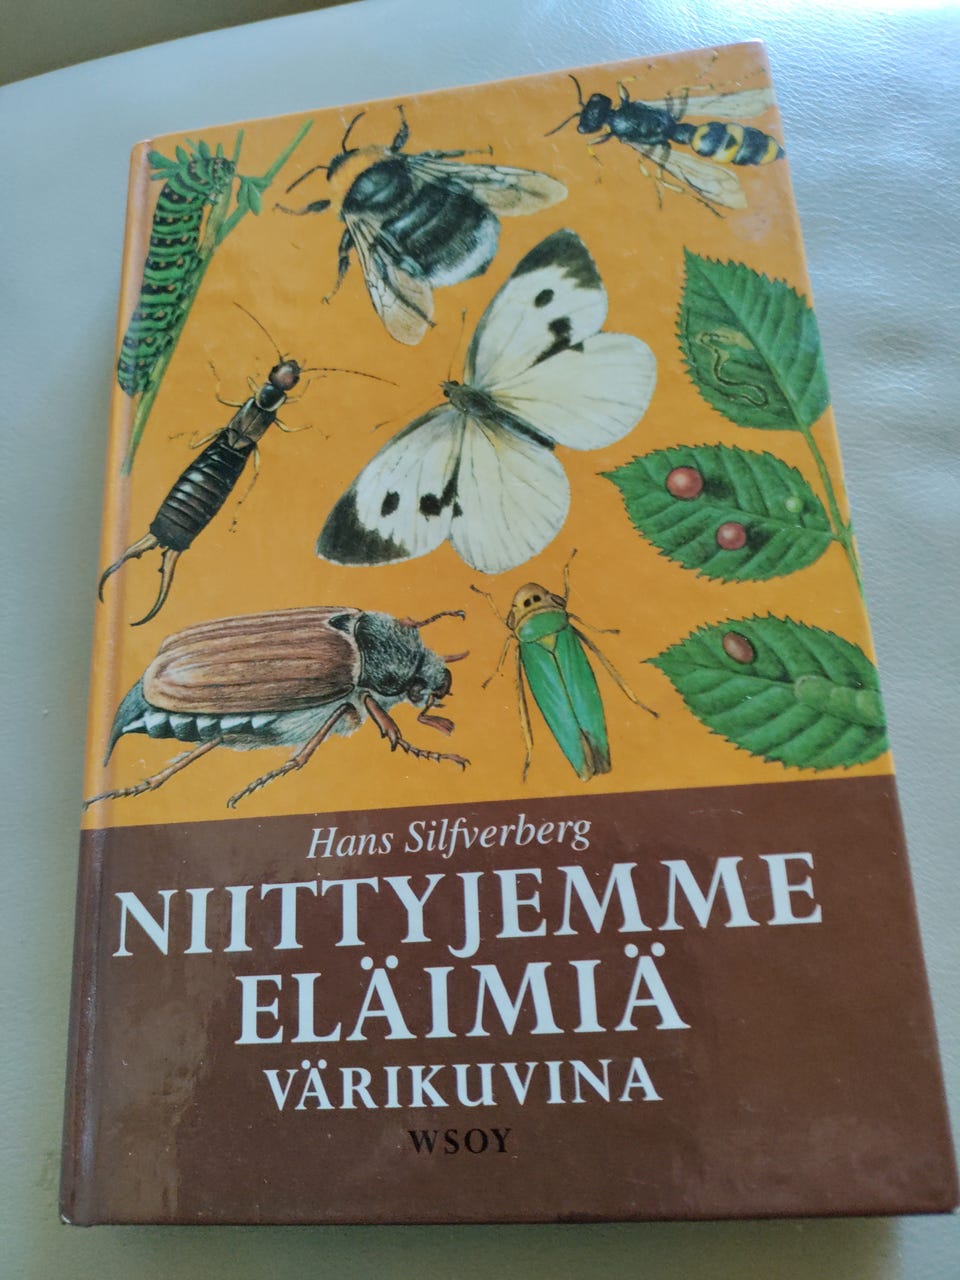 Hans Silfverberg
NIITTYJEMME
ELÄIMIÄ
VÄRIKUVINA
WSOY